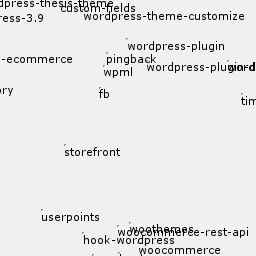 dpress-thesis-theme
custom-fields
ess-3.9
wordpress-theme-customize
wordpress-plugin
-ecommerce
pingback
wpml
wordpress-plugin-d
fb
ory
tim
storefront
userpoints
woothemes
woocommerce-rest-api
hook-wordpress
woocommerce